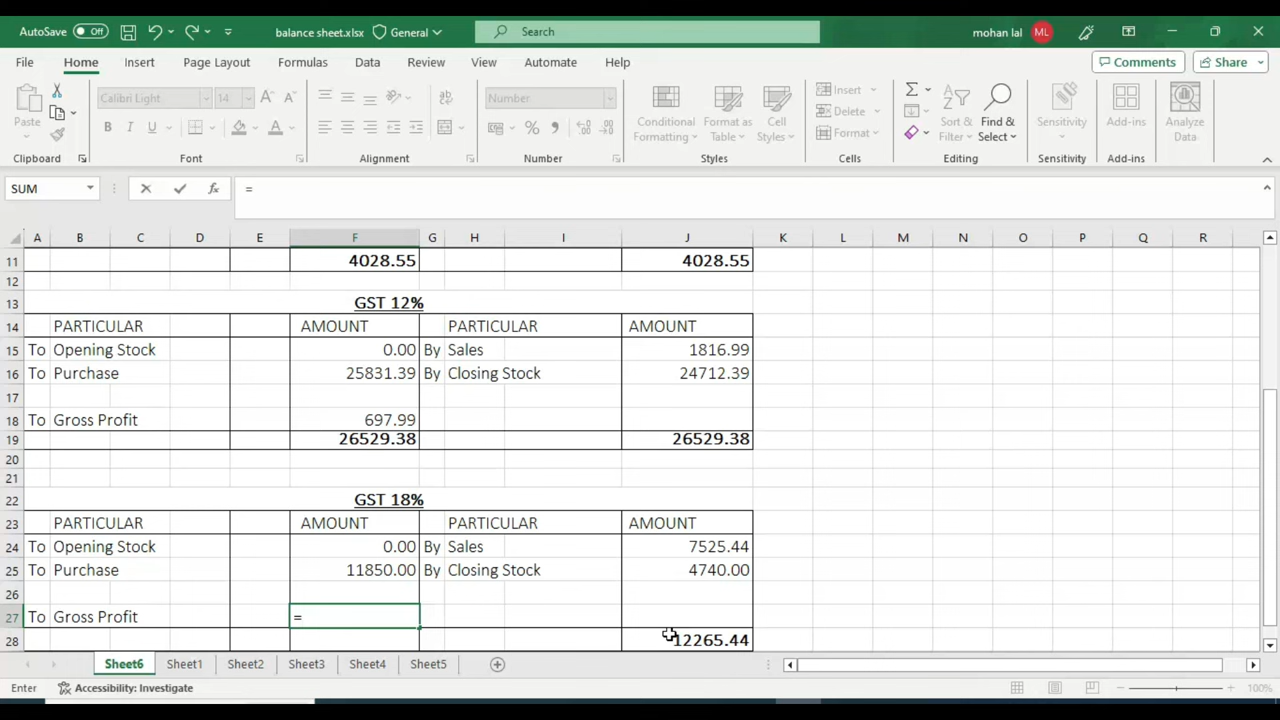 AutoSave Off balance sheet.xlsx General Search mohan lal ML
File Home Insert Page Layout Formulas Data Review View Automate Help Comments Share
Paste Calibri Light 14 A A B I U A ab Number % Conditional Formatting Format as Table Cell Styles Insert Delete Format Sort & Filter Find & Select Sensitivity Add-ins Analyze Data
Clipboard Font Alignment Number Styles Cells Editing Sensitivity Add-ins
SUM fx =
A B C D E F G H I J K L M N O P Q R
11 4028.55 4028.55
12
13 GST 12%
14 PARTICULAR AMOUNT PARTICULAR AMOUNT
15 To Opening Stock 0.00 By Sales 1816.99
16 To Purchase 25831.39 By Closing Stock 24712.39
17
18 To Gross Profit 697.99
19 26529.38 26529.38
20
21
22 GST 18%
23 PARTICULAR AMOUNT PARTICULAR AMOUNT
24 To Opening Stock 0.00 By Sales 7525.44
25 To Purchase 11850.00 By Closing Stock 4740.00
26
27 To Gross Profit =
28 12265.44
Sheet6 Sheet1 Sheet2 Sheet3 Sheet4 Sheet5
Enter Accessibility: Investigate 100%